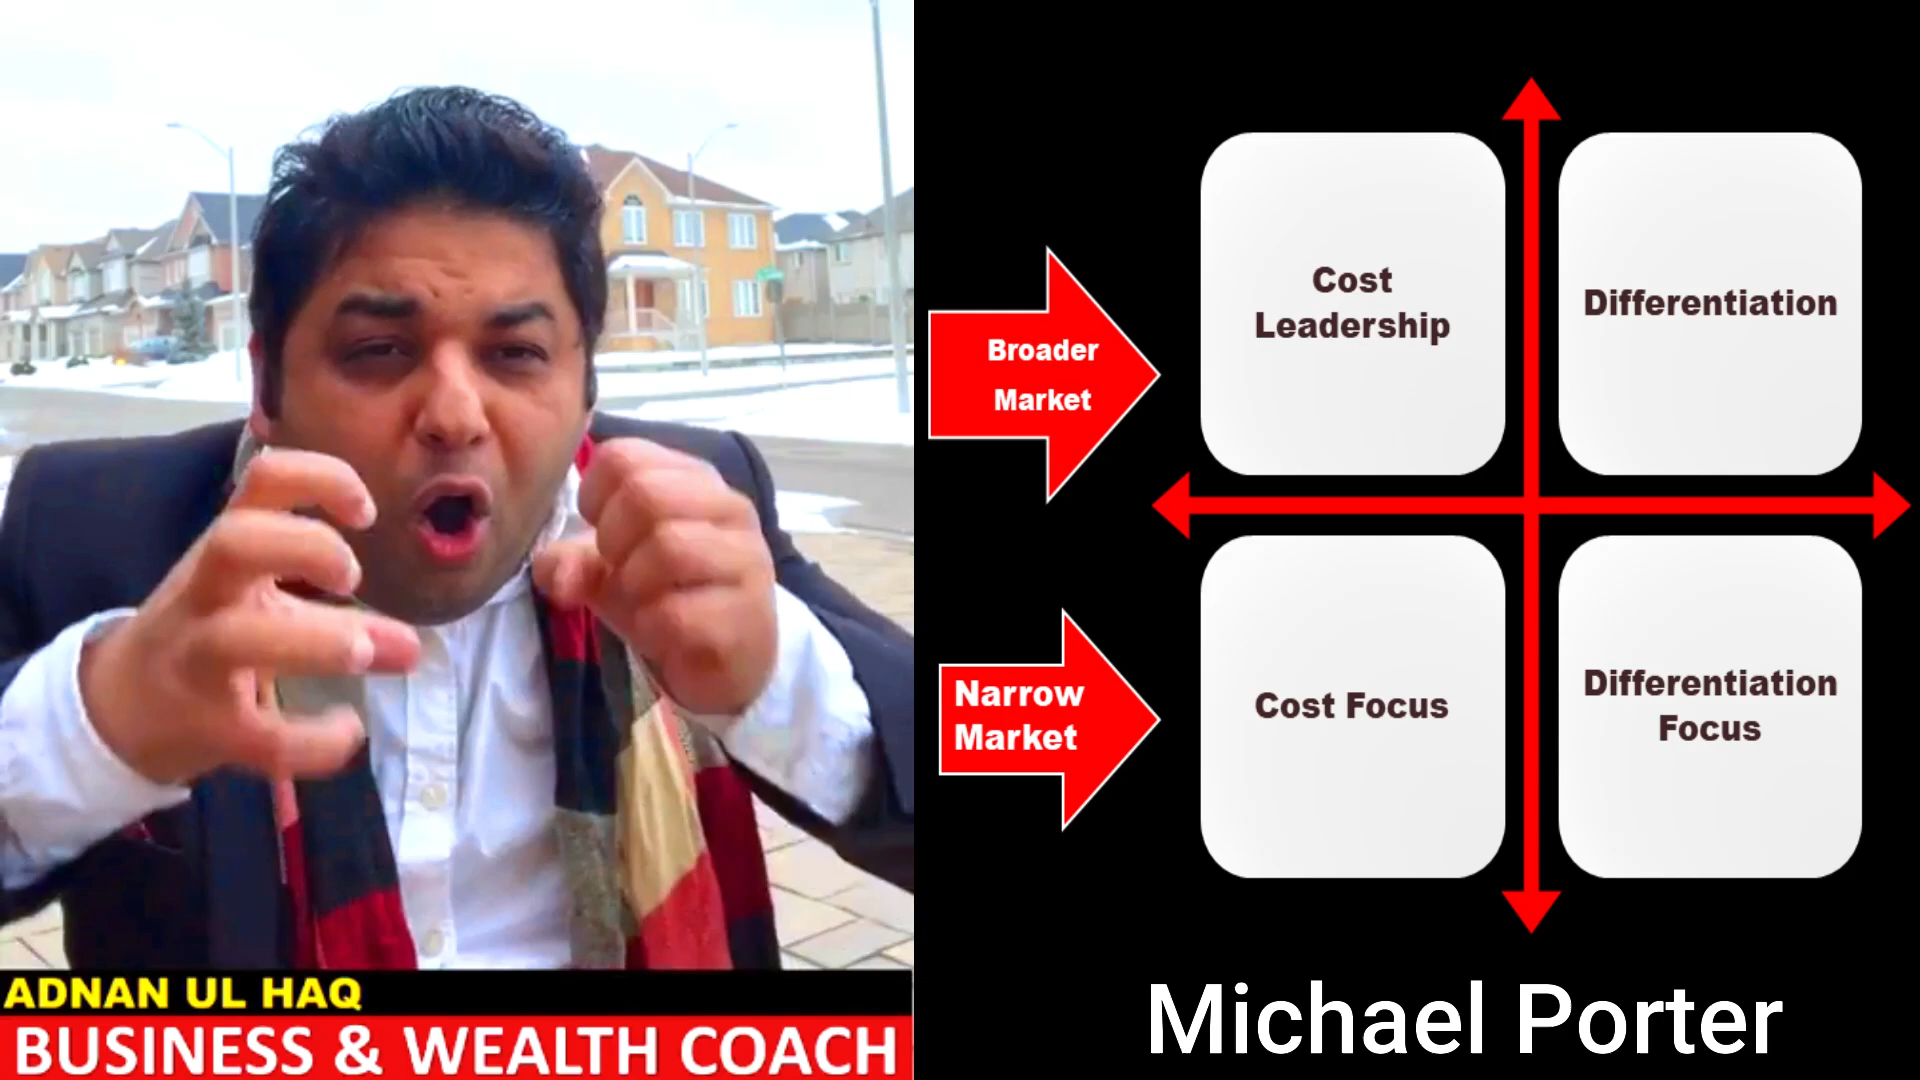 ADNAN UL HAQ
BUSINESS & WEALTH COACH
Broader
Market
Cost
Leadership
Differentiation
Narrow
Market
Cost Focus
Differentiation
Focus
Michael Porter